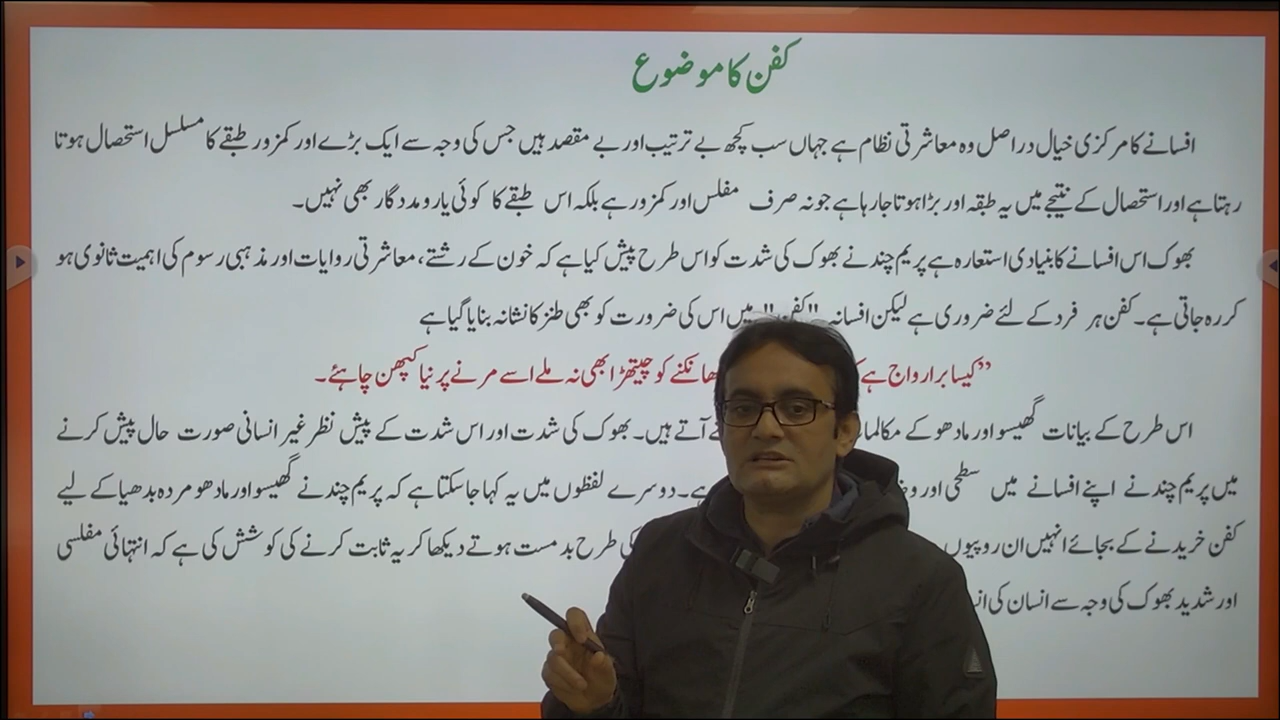 کفن کا موضوع
افسانے کا مرکزی خیال دراصل وہ معاشرتی نظام ہے جہاں سب کچھ بے ترتیب اور بے مقصد ہیں جس کی وجہ سے ایک بڑے اور کمزور طبقے کا مسلسل استحصال ہوتا
رہتا ہے اور استحصال کے نتیجے میں یہ طبقہ اور بڑا ہوتا جارہا ہے جو نہ صرف مفلس اور کمزور ہے بلکہ اس طبقے کا کوئی یار و مددگار بھی نہیں۔
بھوک اس افسانے کا بنیادی استعارہ ہے پریم چند نے بھوک کی شدت کو اس طرح پیش کیا ہے کہ خون کے رشتے، معاشرتی روایات اور مذہبی رسوم کی اہمیت ثانوی ہو
کر رہ جاتی ہے۔ کفن ہر فرد کے لئے ضروری ہے لیکن افسانہ "کفن" میں اس کی ضرورت کو بھی طنز کا نشانہ بنایا گیا ہے
”کیسا برا رواج ہے کو چیتھڑا بھی نہ ملے اسے مرنے پر نیا کپھن چاہئے۔
اس طرح کے بیانات گھیسو اور مادھو کے آتے ہیں۔ بھوک کی شدت اور اس شدت کے پیش نظر غیر انسانی صورت حال پیش کرنے
میں پریم چند نے اپنے افسانے میں سطحی اور ہے۔ دوسرے لفظوں میں یہ کہا جاسکتا ہے کہ پریم چند نے گھیسو اور مادھو مردہ بدھیا کے لیے
کفن خریدنے کے بجائے انہیں ان روپیوں کی طرح بدمست ہوتے دیکھا کر یہ ثابت کرنے کی کوشش کی ہے کہ انتہائی مفلسی
اور شدید بھوک کی وجہ سے انسان کی